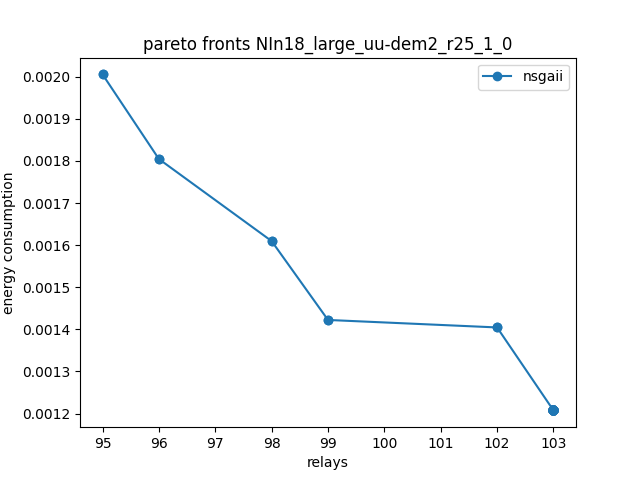 pareto fronts NIn18_large_uu-dem2_r25_1_0
nsgaii
energy consumption
0.0020
0.0019
0.0018
0.0017
0.0016
0.0015
0.0014
0.0013
0.0012
95 96 97 98 99 100 101 102 103
relays